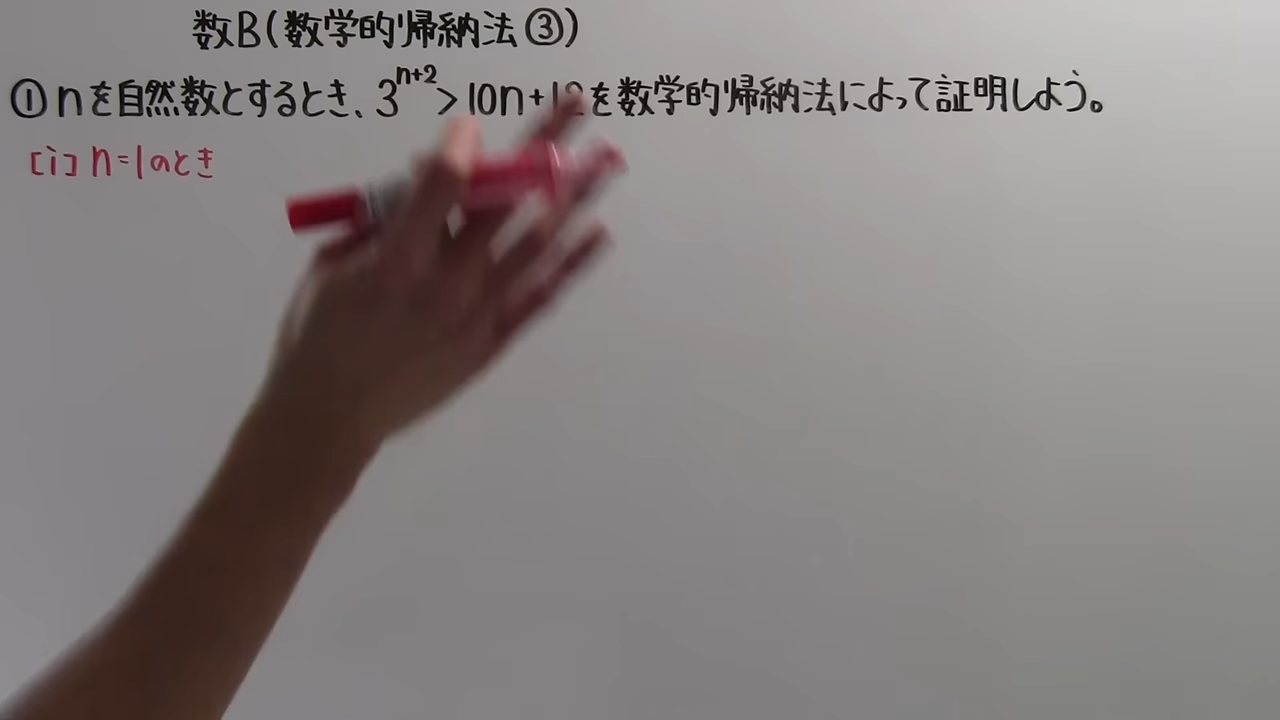 数B(数学的帰納法③)
①nを自然数とするとき、3^{n+2}>10n+1を数学的帰納法によって証明しよう。
[i]n=1のとき